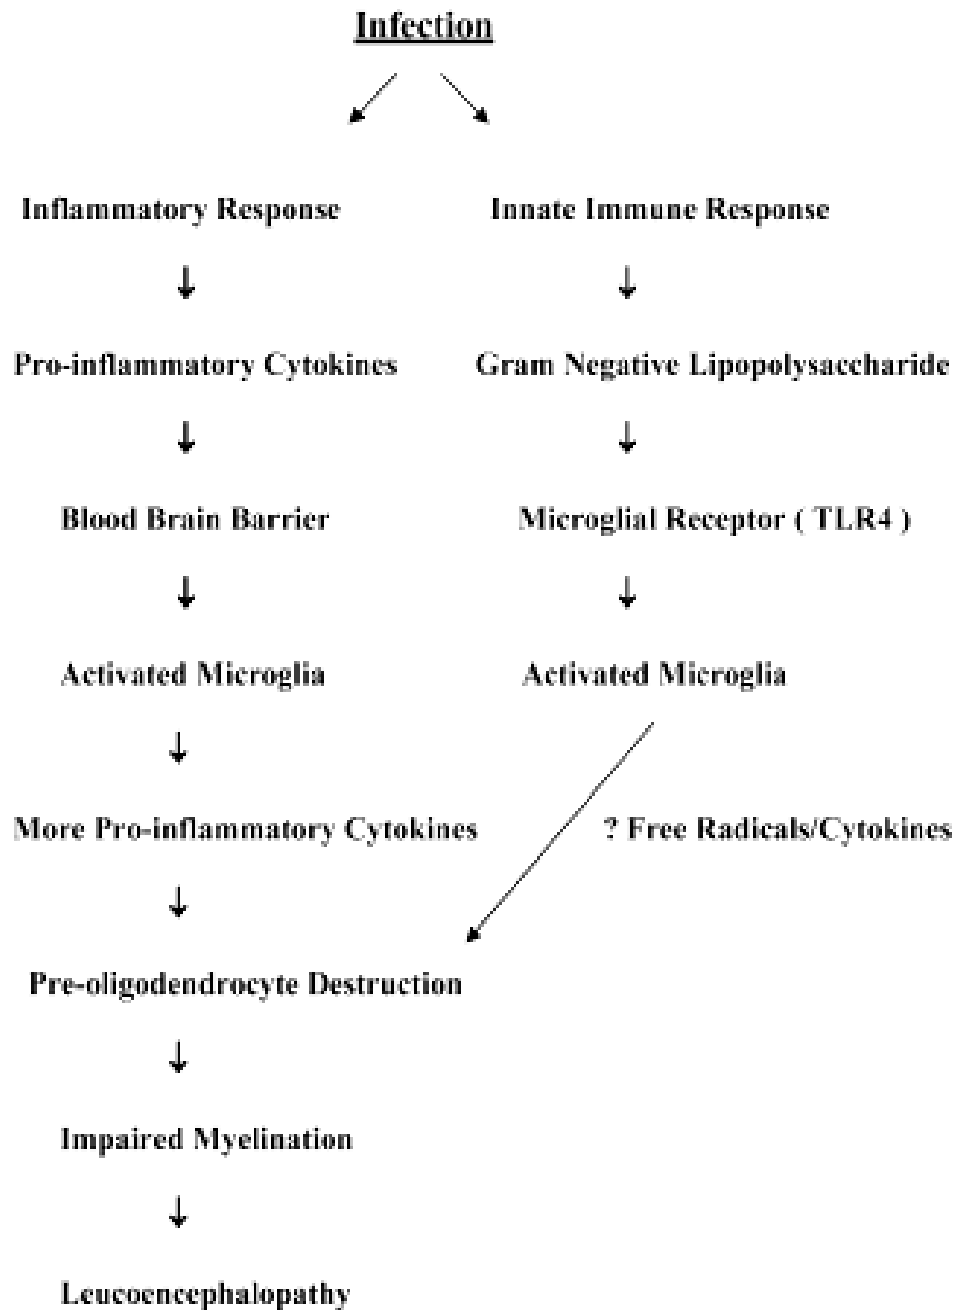 Infection
Inflammatory Response
Innate Immune Response
Pro-inflammatory Cytokines
Gram Negative Lipopolysaccharide
Blood Brain Barrier
Microglial Receptor ( TLR4 )
Activated Microglia
Activated Microglia
More Pro-inflammatory Cytokines
? Free Radicals/Cytokines
Pre-oligodendrocyte Destruction
Impaired Myelination
Leucoencephalopathy